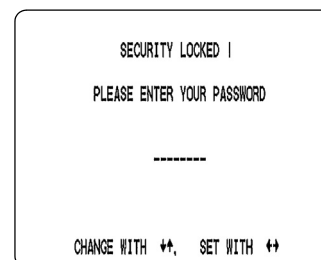 SECURITY LOCKED !
PLEASE ENTER YOUR PASSWORD
--------
CHANGE WITH ↓↑, SET WITH ←→